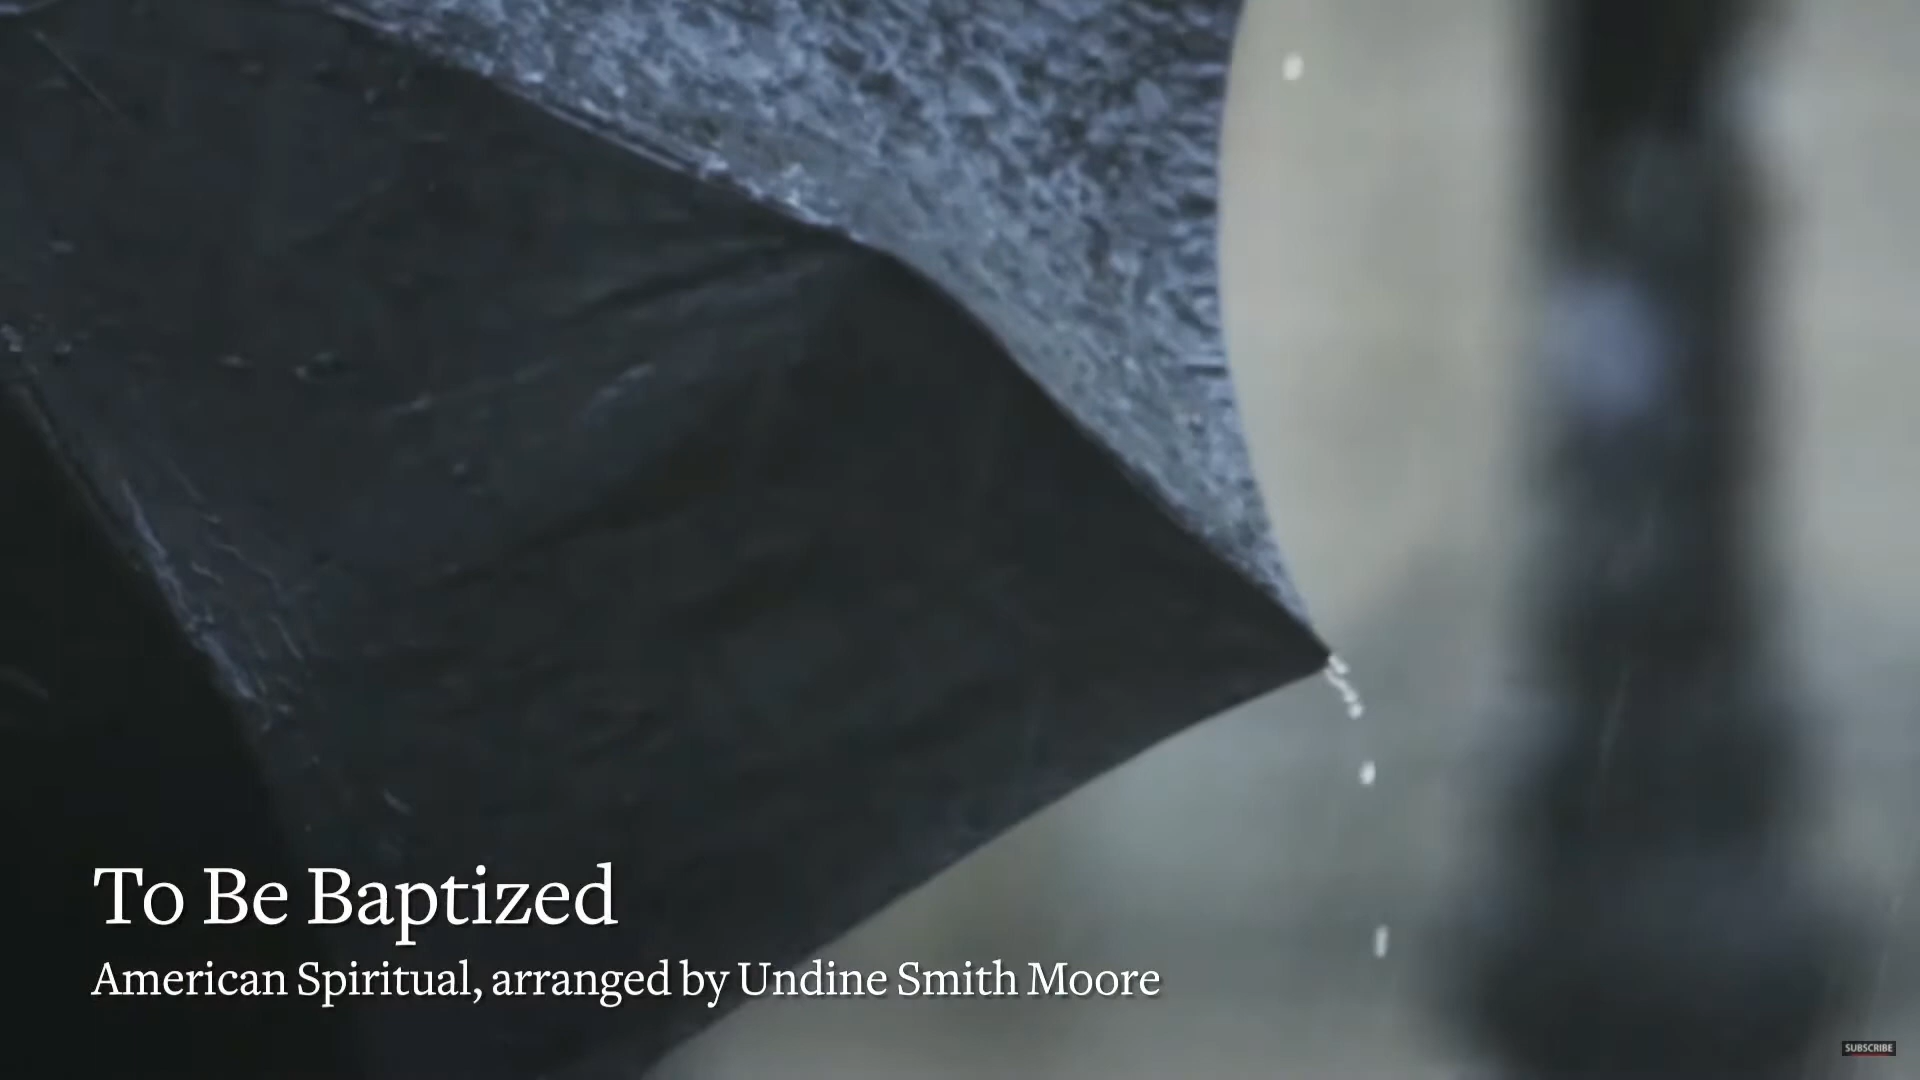 To Be Baptized
American Spiritual, arranged by Undine Smith Moore
SUBSCRIBE